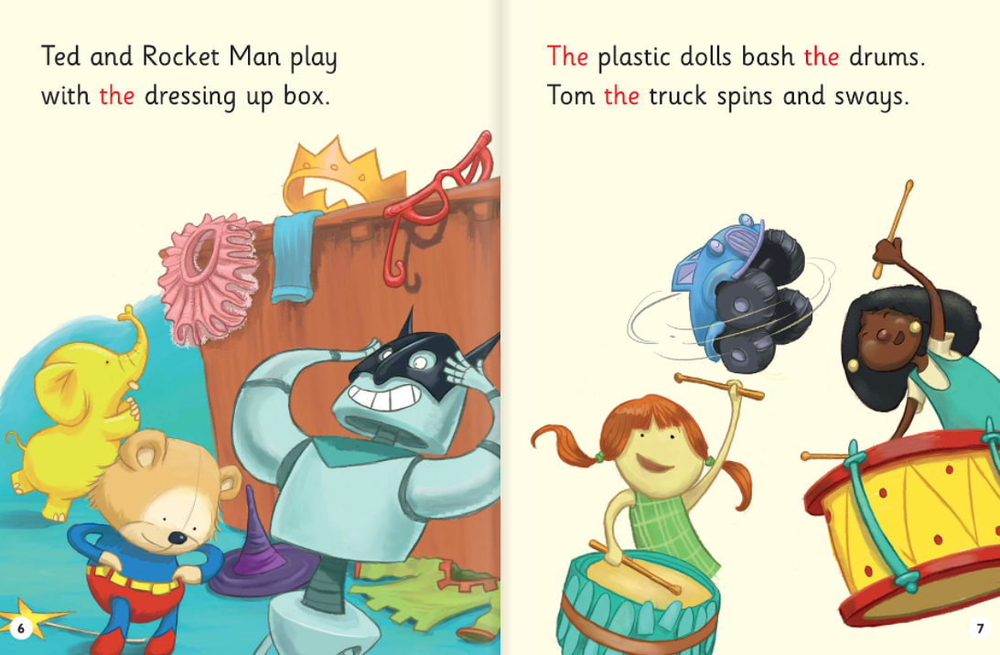 Ted and Rocket Man play
with the dressing up box.
6
The plastic dolls bash the drums.
Tom the truck spins and sways.
7